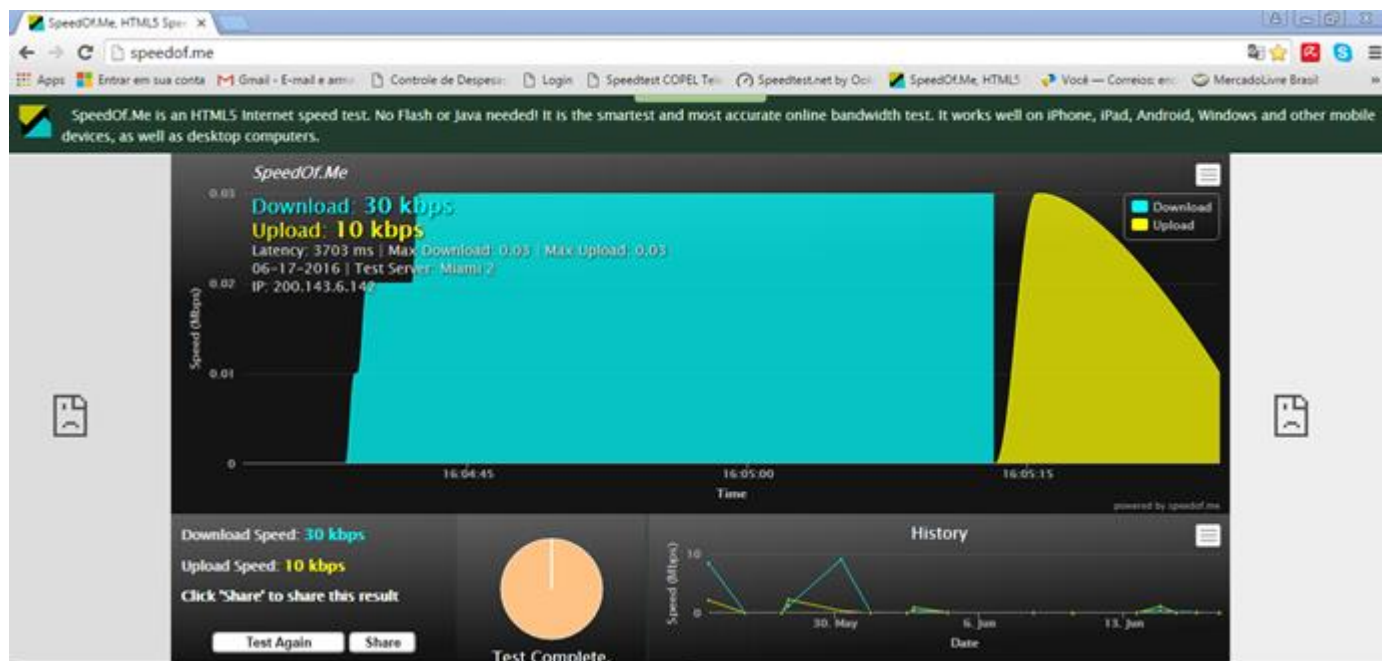 SpeedOf.Me, HTML5 Spe
speedof.me
Apps Entrar em sua conta Gmail - E-mail e arm Controle de Despesa Login Speedtest COPEL Tel Speedtest.net by Ook SpeedOf.Me, HTML5 Você — Correios: enc MercadoLivre Brasil »
SpeedOf.Me is an HTML5 Internet speed test. No Flash or Java needed! It is the smartest and most accurate online bandwidth test. It works well on iPhone, iPad, Android, Windows and other mobile
devices, as well as desktop computers.
SpeedOf.Me
Download: 30 kbps
Upload: 10 kbps
Latency: 3703 ms | Max Download: 0.03 | Max Upload: 0.03
06-17-2016 | Test Server: Miami 2
IP: 200.143.6.142
Download
Upload
0.03
0.02
0.01
0
Speed (Mbps)
16:04:45 16:05:00 16:05:15
Time
powered by speedof.me
Download Speed: 30 kbps
Upload Speed: 10 kbps
Click 'Share' to share this result
Test Again Share
Test Complete.
History
Speed (Mbps)
10
0
30. May 6. Jun 13. Jun
Date